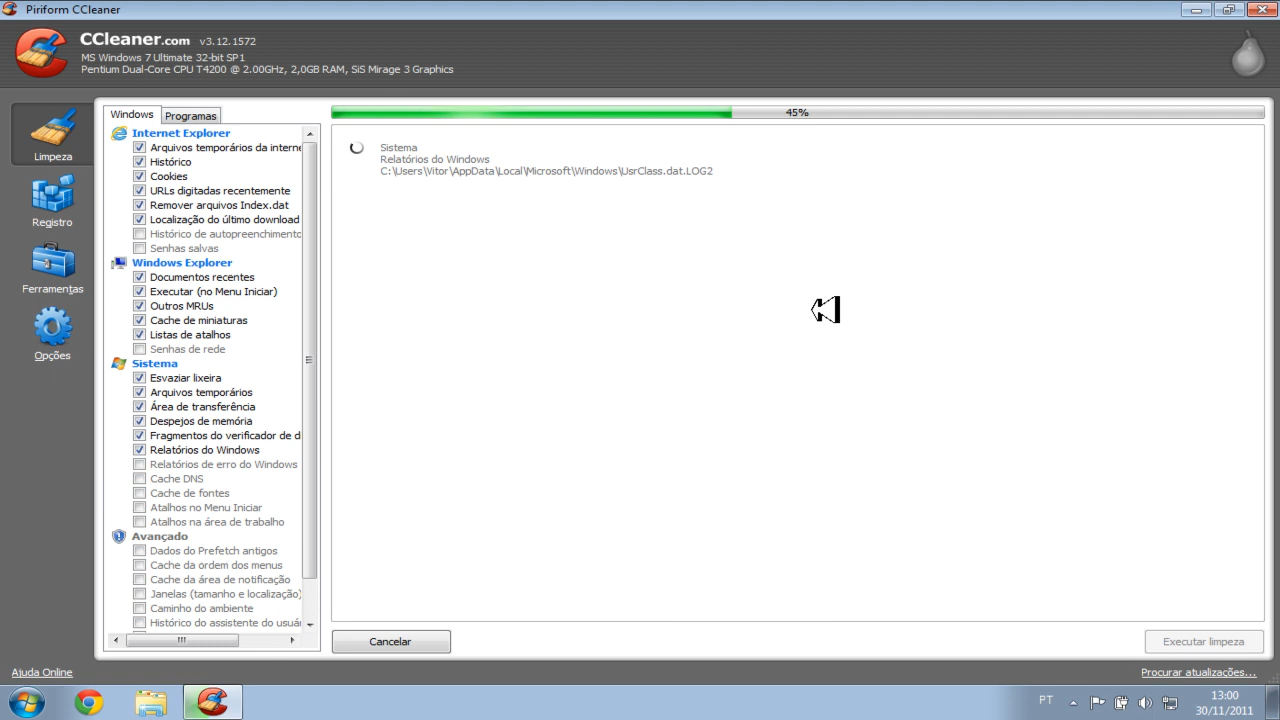 Piriform CCleaner
CCleaner.com v3.12.1572
MS Windows 7 Ultimate 32-bit SP1
Pentium Dual-Core CPU T4200 @ 2.00GHz, 2,0GB RAM, SiS Mirage 3 Graphics
Limpeza
Registro
Ferramentas
Opções
Windows
Programas
Internet Explorer
Arquivos temporários da interne
Histórico
Cookies
URLs digitadas recentemente
Remover arquivos Index.dat
Localização do último download
Histórico de autopreenchimento
Senhas salvas
Windows Explorer
Documentos recentes
Executar (no Menu Iniciar)
Outros MRUs
Cache de miniaturas
Listas de atalhos
Senhas de rede
Sistema
Esvaziar lixeira
Arquivos temporários
Área de transferência
Despejos de memória
Fragmentos do verificador de d
Relatórios do Windows
Relatórios de erro do Windows
Cache DNS
Cache de fontes
Atalhos no Menu Iniciar
Atalhos na área de trabalho
Avançado
Dados do Prefetch antigos
Cache da ordem dos menus
Cache da área de notificação
Janelas (tamanho e localização)
Caminho do ambiente
Histórico do assistente do usuá
45%
Sistema
Relatórios do Windows
C:\Users\Vitor\AppData\Local\Microsoft\Windows\UsrClass.dat.LOG2
Cancelar
Executar limpeza
Ajuda Online
Procurar atualizações...
PT
13:00
30/11/2011